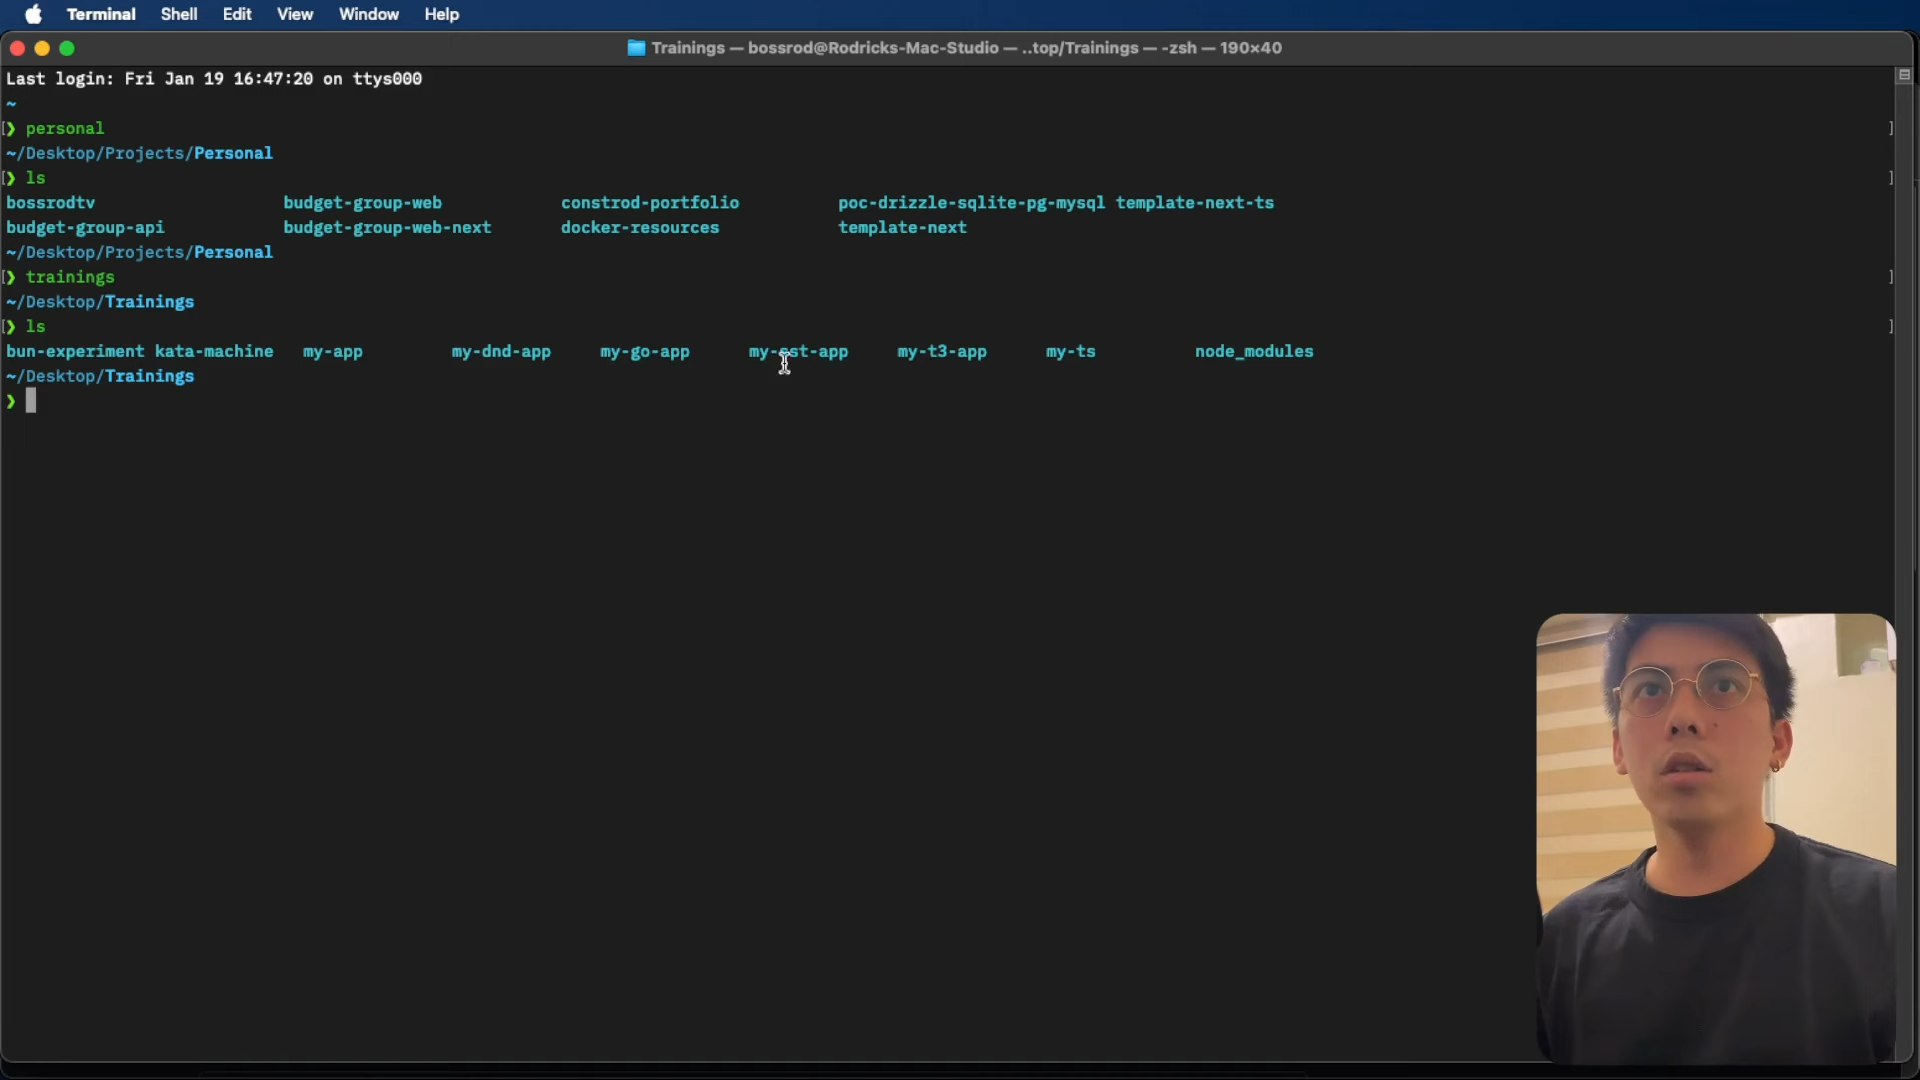 Terminal Shell Edit View Window Help
Trainings — bossrod@Rodricks-Mac-Studio — ..top/Trainings — -zsh — 190×40
Last login: Fri Jan 19 16:47:20 on ttys000
~
[❯ personal ]
~/Desktop/Projects/Personal
[❯ ls ]
bossrodtv budget-group-web constrod-portfolio poc-drizzle-sqlite-pg-mysql template-next-ts
budget-group-api budget-group-web-next docker-resources template-next
~/Desktop/Projects/Personal
[❯ trainings ]
~/Desktop/Trainings
[❯ ls ]
bun-experiment kata-machine my-app my-dnd-app my-go-app my-sst-app my-t3-app my-ts node_modules
~/Desktop/Trainings
❯